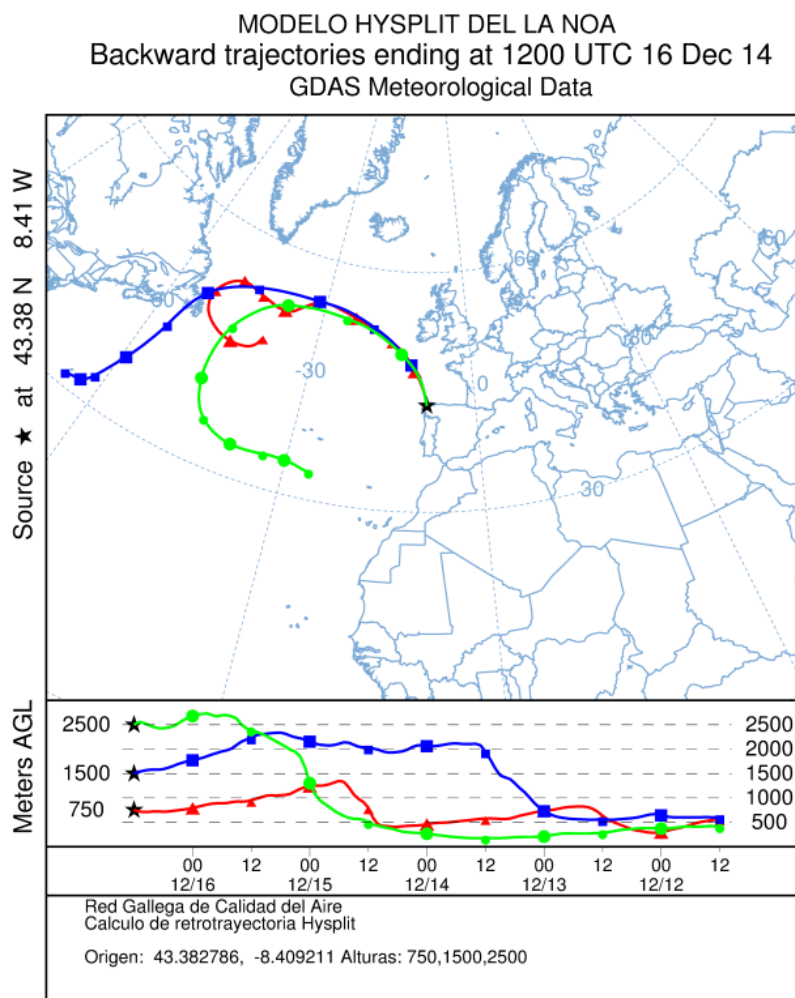 MODELO HYSPLIT DEL LA NOA
Backward trajectories ending at 1200 UTC 16 Dec 14
GDAS Meteorological Data
Source ★ at 43.38 N 8.41 W
60
60
60
30
-30
0
30
Meters AGL
2500
1500
750
2500
2000
1500
1000
500
00 12 00 12 00 12 00 12 00 12
12/16 12/15 12/14 12/13 12/12
Red Gallega de Calidad del Aire
Calculo de retrotrayectoria Hysplit
Origen: 43.382786, -8.409211 Alturas: 750,1500,2500